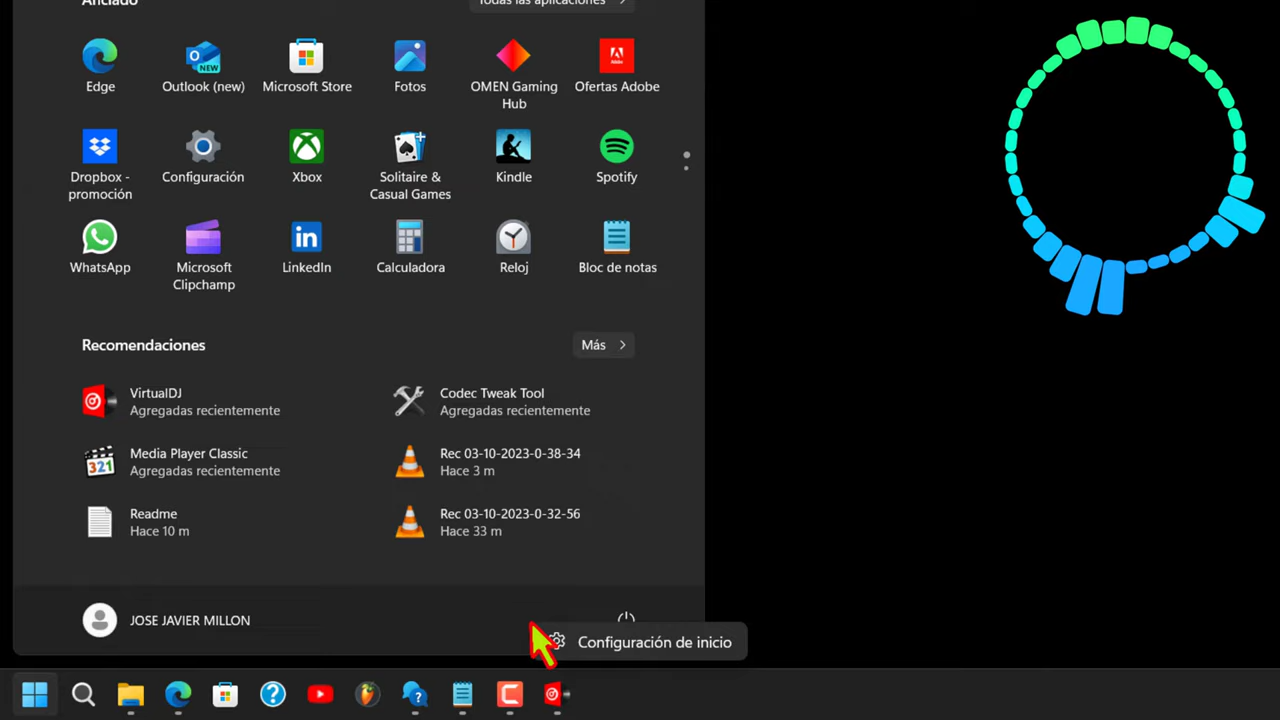 Anclado
Todas las aplicaciones
Edge
Outlook (new)
Microsoft Store
Fotos
OMEN Gaming
Hub
Ofertas Adobe
Dropbox -
promoción
Configuración
Xbox
Solitaire &
Casual Games
Kindle
Spotify
WhatsApp
Microsoft
Clipchamp
LinkedIn
Calculadora
Reloj
Bloc de notas
Recomendaciones
Más
VirtualDJ
Agregadas recientemente
Codec Tweak Tool
Agregadas recientemente
Media Player Classic
Agregadas recientemente
Rec 03-10-2023-0-38-34
Hace 3 m
Readme
Hace 10 m
Rec 03-10-2023-0-32-56
Hace 33 m
JOSE JAVIER MILLON
Configuración de inicio